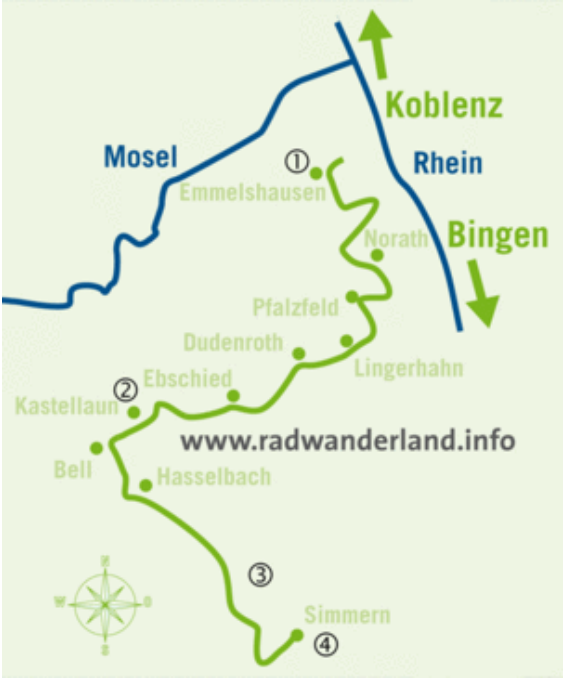 Koblenz
Mosel
Rhein
①
Emmelshausen
Norath
Bingen
Pfalzfeld
Dudenroth
Lingerhahn
Ebschied
②
Kastellaun
www.radwanderland.info
Bell
Hasselbach
③
N
W
O
S
Simmern
④